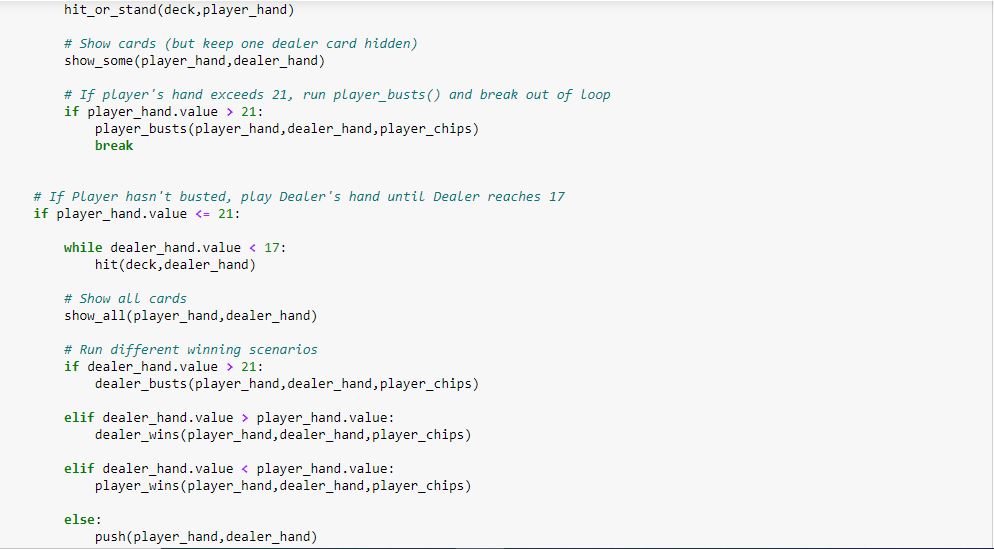 hit_or_stand(deck,player_hand)
# Show cards (but keep one dealer card hidden)
show_some(player_hand,dealer_hand)
# If player's hand exceeds 21, run player_busts() and break out of loop
if player_hand.value > 21:
player_busts(player_hand,dealer_hand,player_chips)
break
# If Player hasn't busted, play Dealer's hand until Dealer reaches 17
if player_hand.value <= 21:
while dealer_hand.value < 17:
hit(deck,dealer_hand)
# Show all cards
show_all(player_hand,dealer_hand)
# Run different winning scenarios
if dealer_hand.value > 21:
dealer_busts(player_hand,dealer_hand,player_chips)
elif dealer_hand.value > player_hand.value:
dealer_wins(player_hand,dealer_hand,player_chips)
elif dealer_hand.value < player_hand.value:
player_wins(player_hand,dealer_hand,player_chips)
else:
push(player_hand,dealer_hand)